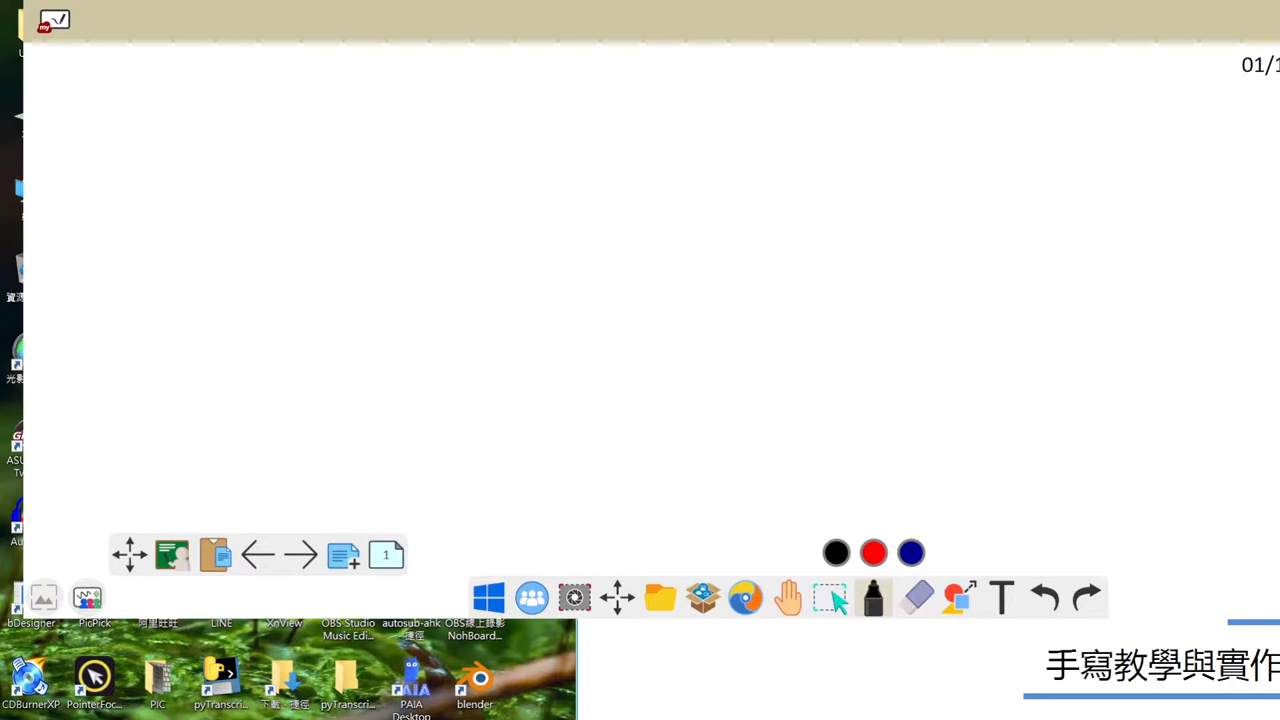 my
01/1
1
T
bDesigner
PicPick
阿里旺旺
LINE
XnView
OBS Studio
Music Edi...
autosub-ahk
- 捷徑
OBS線上錄影
NohBoard...
CDBurnerXP
PointerFoc...
PIC
pyTranscri...
下載 - 捷徑
pyTranscri...
PAIA
Desktop
blender
手寫教學與實作